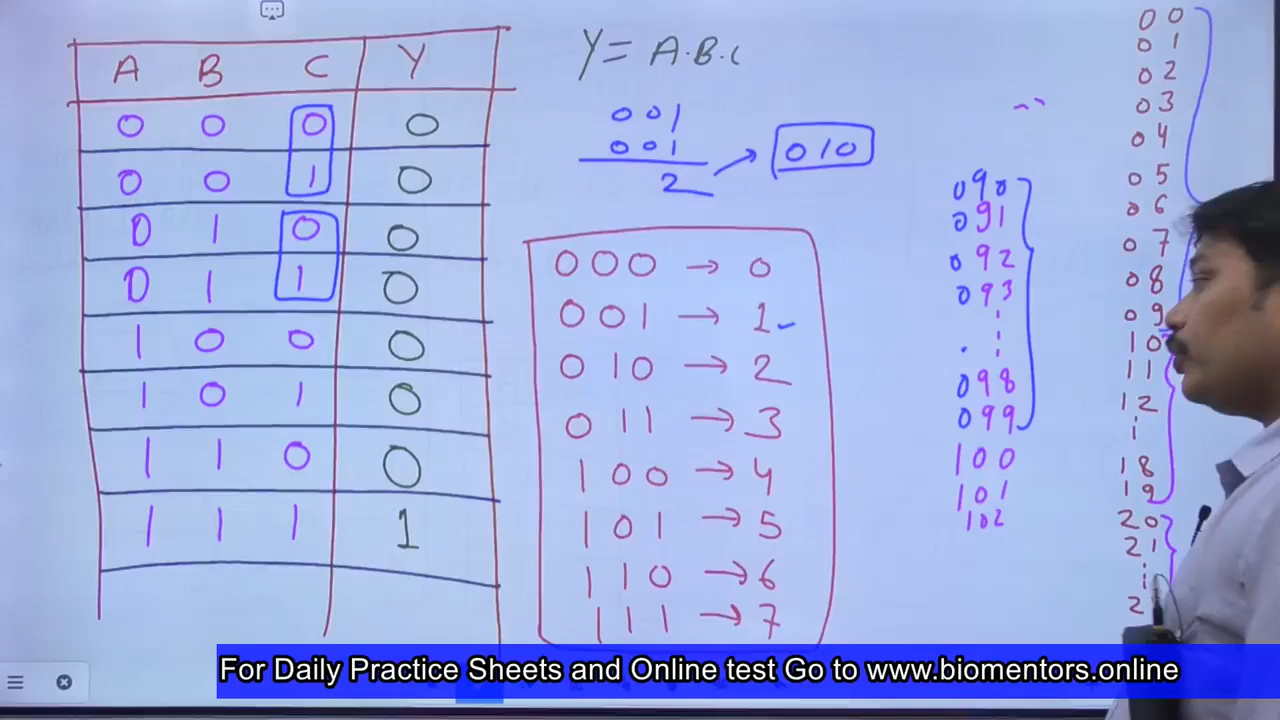 A B C Y
0 0 0 0
0 0 1 0
0 1 0 0
0 1 1 0
1 0 0 0
1 0 1 0
1 1 0 0
1 1 1 1
Y = A.B.C
001
001
2 → 010
000 → 0
001 → 1
010 → 2
011 → 3
100 → 4
101 → 5
110 → 6
111 → 7
090
091
092
093
098
099
100
101
102
00
01
02
03
04
05
06
07
08
09
10
11
12
18
19
20
21
2
For Daily Practice Sheets and Online test Go to www.biomentors.online